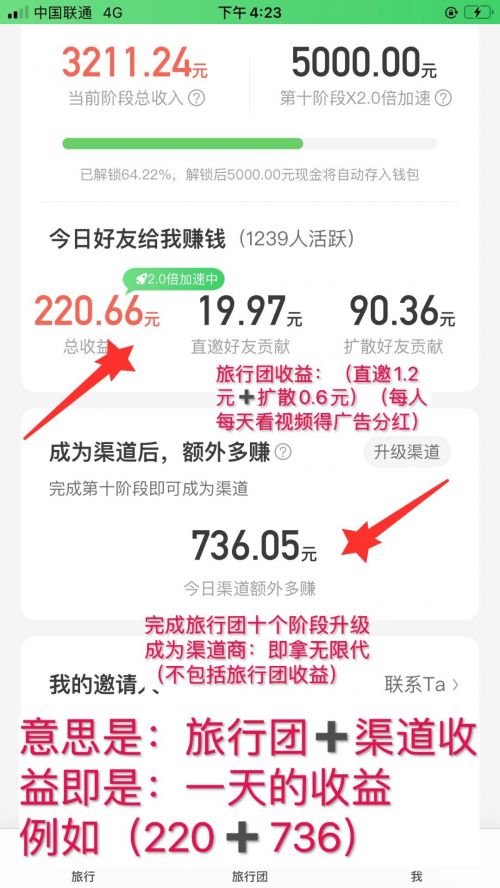 中国联通 4G 下午4:23
3211.24元 5000.00元
当前阶段总收入? 第十阶段X2.0倍加速?
已解锁64.22%，解锁后5000.00元现金将自动存入钱包
今日好友给我赚钱（1239人活跃）
2.0倍加速中
220.66元 19.97元 90.36元
总收益 直邀好友贡献 扩散好友贡献
旅行团收益：（直邀1.2
元➕扩散0.6元）（每人
每天看视频得广告分红）
成为渠道后，额外多赚? 升级渠道
完成第十阶段即可成为渠道
736.05元
今日渠道额外多赚
完成旅行团十个阶段升级
成为渠道商：即拿无限代
（不包括旅行团收益）
我的邀请人 联系Ta >
意思是：旅行团➕渠道收
益即是：一天的收益
例如（220➕736）
旅行 旅行团 我